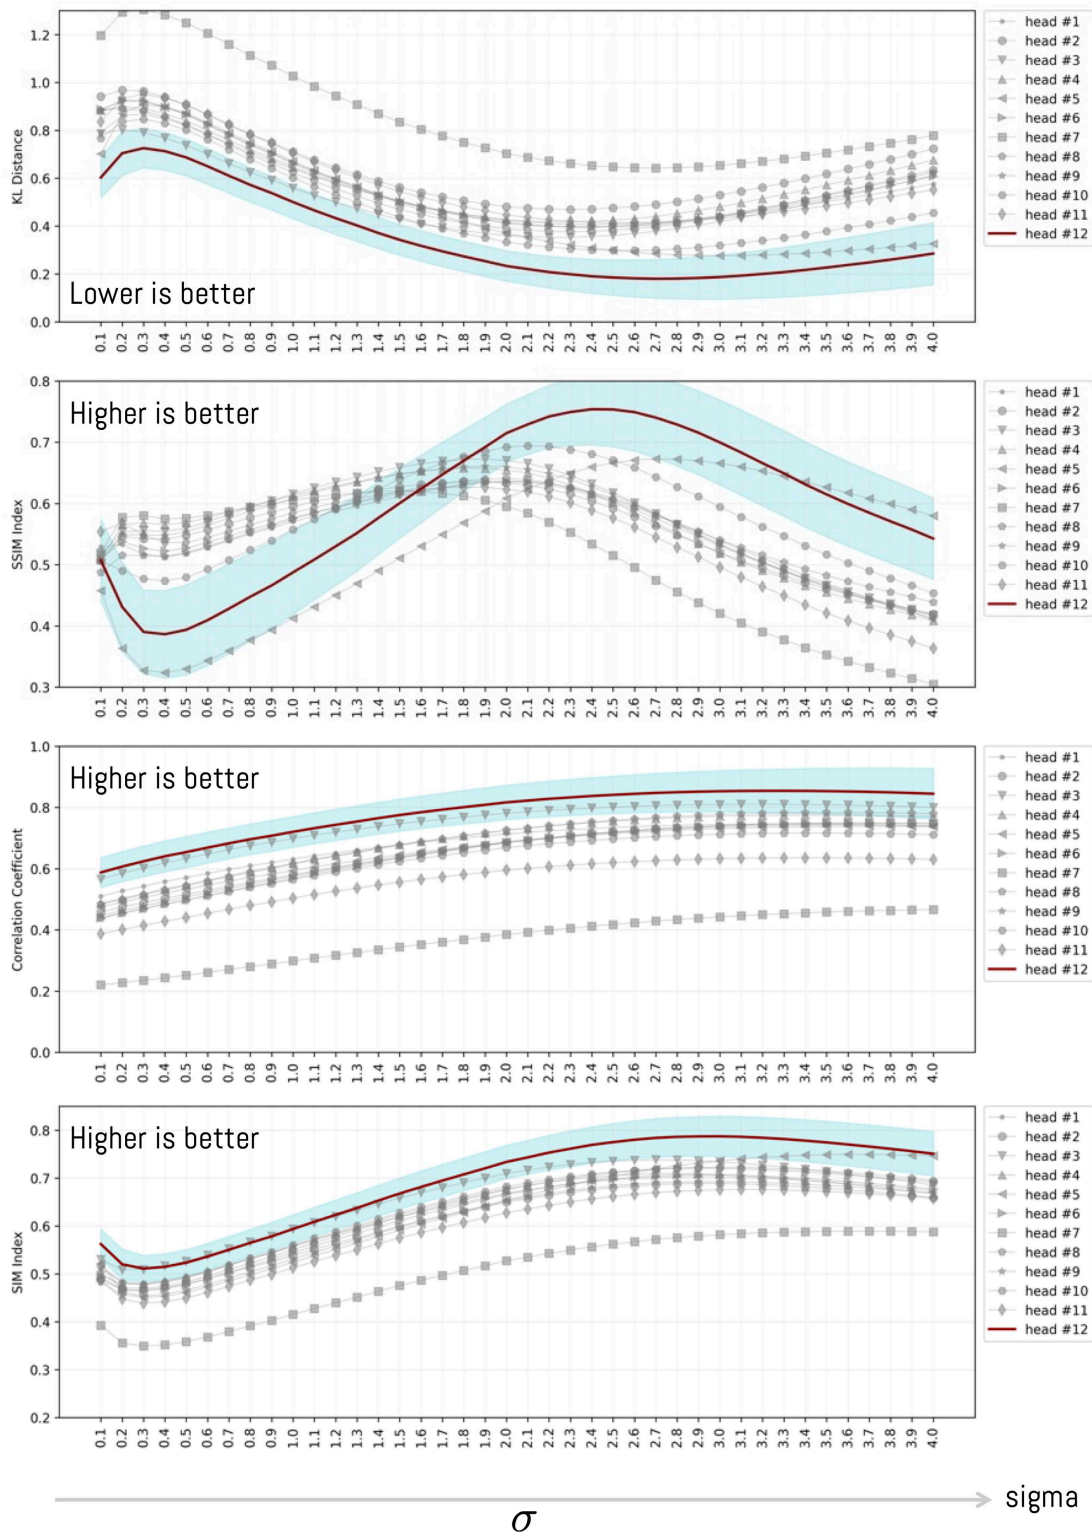 KL Distance
1.2
1.0
0.8
0.6
0.4
0.2
0.0
Lower is better
0.1 0.2 0.3 0.4 0.5 0.6 0.7 0.8 0.9 1.0 1.1 1.2 1.3 1.4 1.5 1.6 1.7 1.8 1.9 2.0 2.1 2.2 2.3 2.4 2.5 2.6 2.7 2.8 2.9 3.0 3.1 3.2 3.3 3.4 3.5 3.6 3.7 3.8 3.9 4.0
head #1
head #2
head #3
head #4
head #5
head #6
head #7
head #8
head #9
head #10
head #11
head #12
SSIM Index
0.8
0.7
0.6
0.5
0.4
0.3
Higher is better
0.1 0.2 0.3 0.4 0.5 0.6 0.7 0.8 0.9 1.0 1.1 1.2 1.3 1.4 1.5 1.6 1.7 1.8 1.9 2.0 2.1 2.2 2.3 2.4 2.5 2.6 2.7 2.8 2.9 3.0 3.1 3.2 3.3 3.4 3.5 3.6 3.7 3.8 3.9 4.0
head #1
head #2
head #3
head #4
head #5
head #6
head #7
head #8
head #9
head #10
head #11
head #12
Correlation Coefficient
1.0
0.8
0.6
0.4
0.2
0.0
Higher is better
0.1 0.2 0.3 0.4 0.5 0.6 0.7 0.8 0.9 1.0 1.1 1.2 1.3 1.4 1.5 1.6 1.7 1.8 1.9 2.0 2.1 2.2 2.3 2.4 2.5 2.6 2.7 2.8 2.9 3.0 3.1 3.2 3.3 3.4 3.5 3.6 3.7 3.8 3.9 4.0
head #1
head #2
head #3
head #4
head #5
head #6
head #7
head #8
head #9
head #10
head #11
head #12
SIM Index
0.8
0.7
0.6
0.5
0.4
0.3
0.2
Higher is better
0.1 0.2 0.3 0.4 0.5 0.6 0.7 0.8 0.9 1.0 1.1 1.2 1.3 1.4 1.5 1.6 1.7 1.8 1.9 2.0 2.1 2.2 2.3 2.4 2.5 2.6 2.7 2.8 2.9 3.0 3.1 3.2 3.3 3.4 3.5 3.6 3.7 3.8 3.9 4.0
head #1
head #2
head #3
head #4
head #5
head #6
head #7
head #8
head #9
head #10
head #11
head #12
sigma
σ